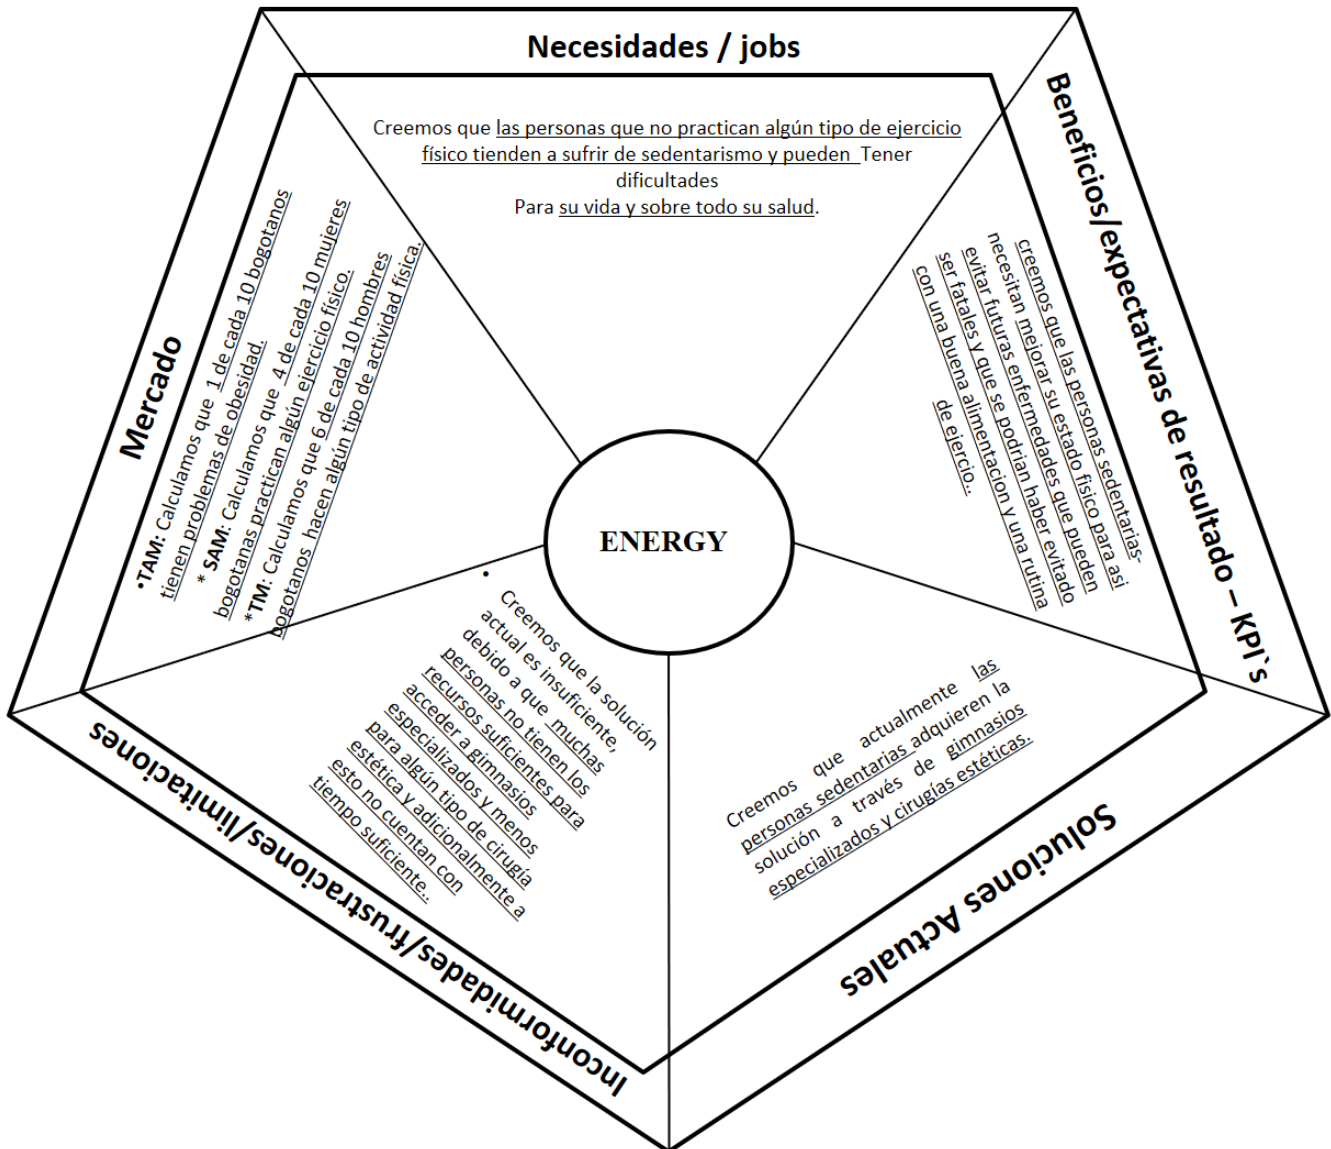 Necesidades / jobs
Creemos que las personas que no practican algún tipo de ejercicio
físico tienden a sufrir de sedentarismo y pueden Tener
dificultades
Para su vida y sobre todo su salud.
Beneficios/expectativas de resultado – KPI`s
creemos que las personas sedentarias-
necesitan mejorar su estado fisico para asi
evitar futuras enfermedades que pueden
ser fatales y que se podrian haber evitado
con una buena alimentacion y una rutina
de ejercio..
Mercado
•TAM: Calculamos que 1 de cada 10 bogotanos
tienen problemas de obesidad.
* SAM: Calculamos que 4 de cada 10 mujeres
bogotanas practican algún ejercicio físico.
*TM: Calculamos que 6 de cada 10 hombres
bogotanos hacen algún tipo de actividad física.
ENERGY
• Creemos que la solución
actual es insuficiente,
debido a que muchas
personas no tienen los
recursos suficientes para
acceder a gimnasios
especializados y menos
para algún tipo de cirugía
estética y adicionalmente a
esto no cuentan con
tiempo suficiente..
Inconformidades/frustraciones/limitaciones
Creemos que actualmente las
personas sedentarias adquieren la
solución a través de gimnasios
especializados y cirugías estéticas.
Soluciones Actuales